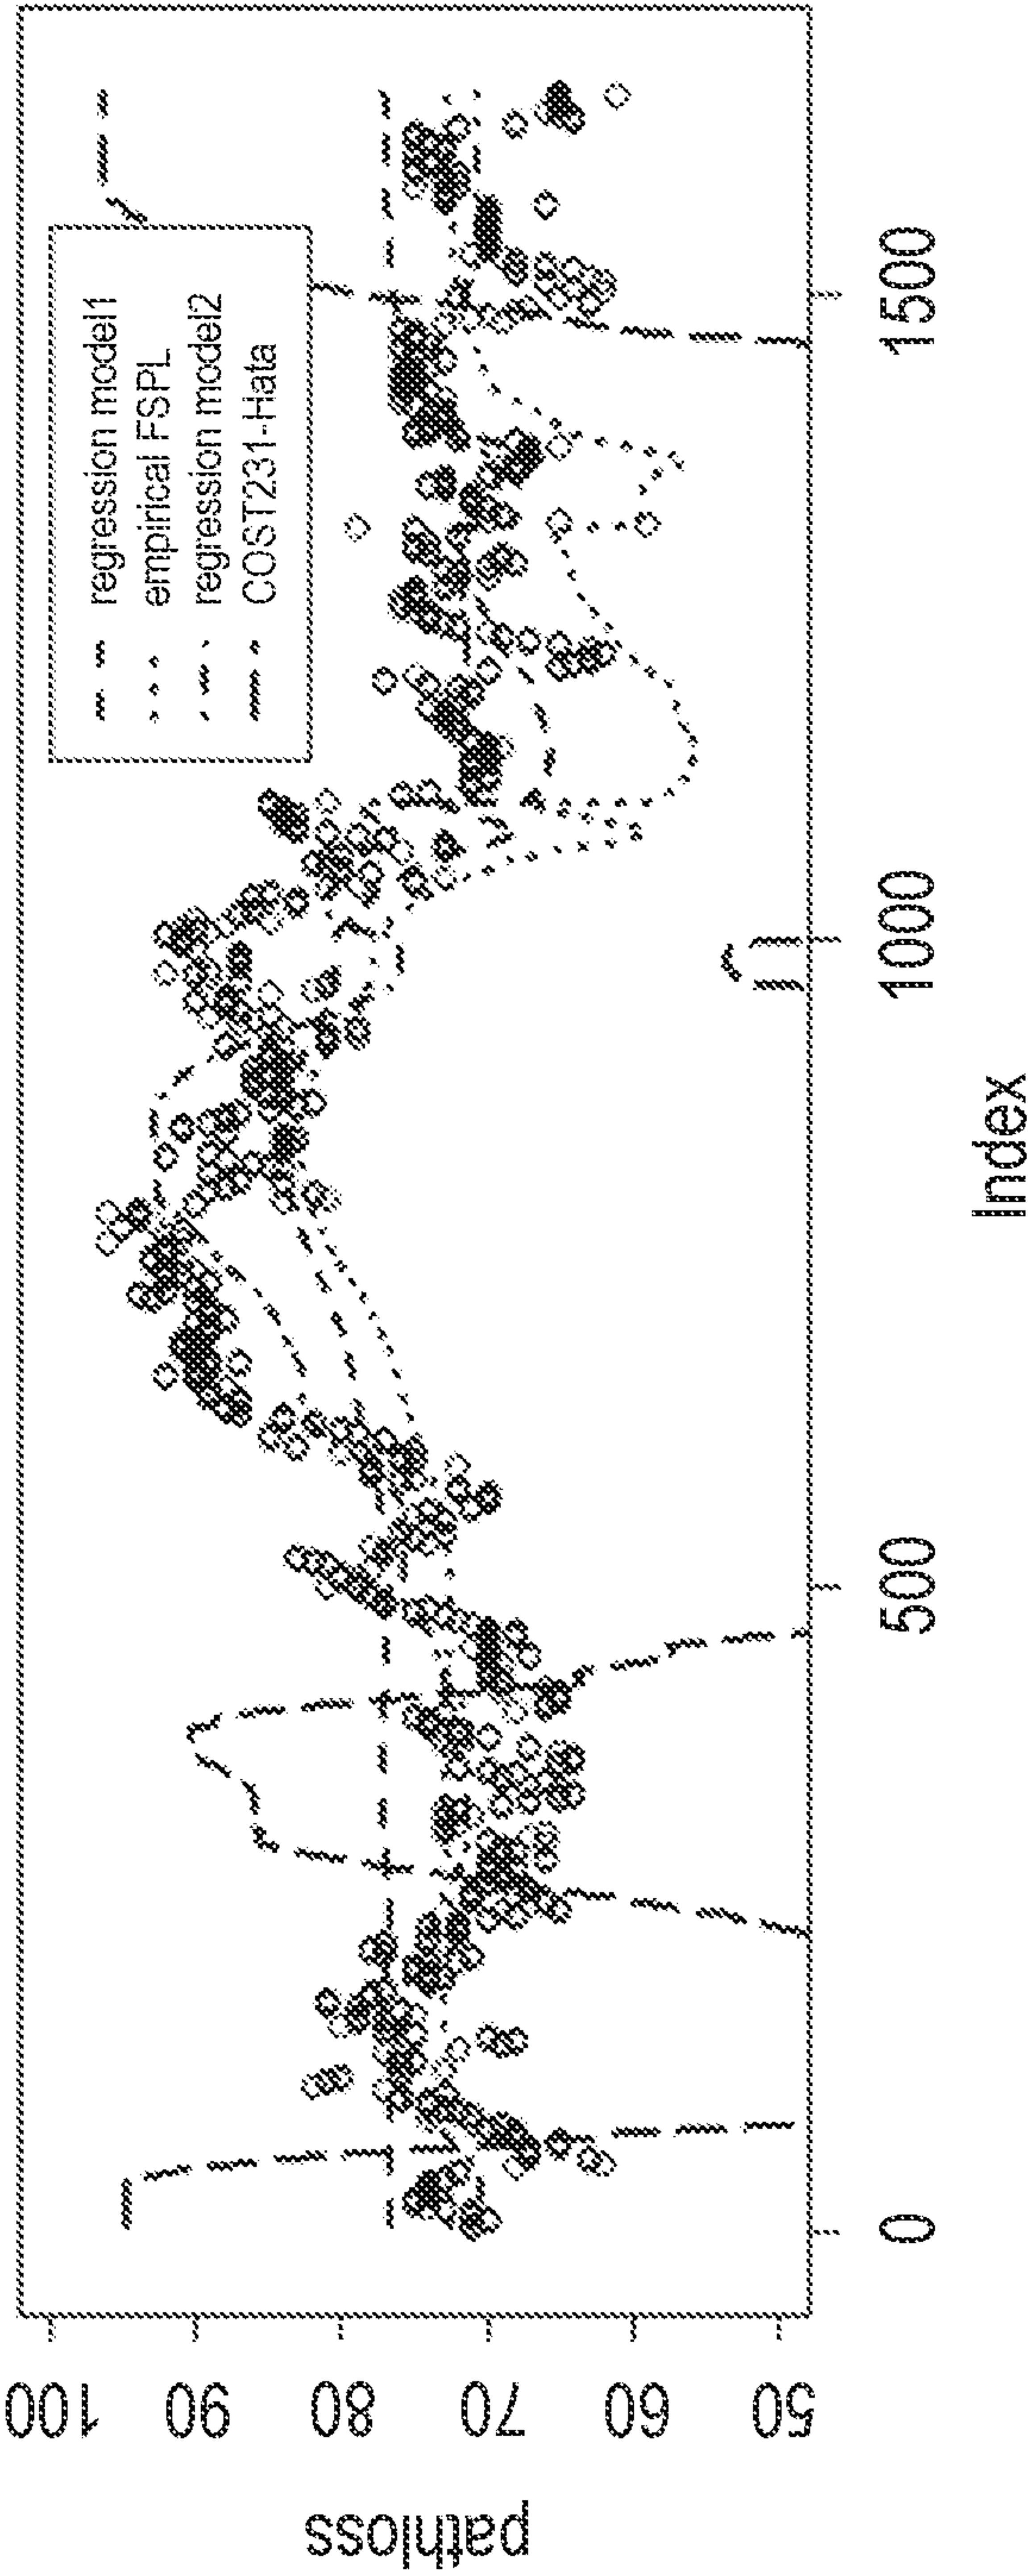 100
90
80
70
60
50
pathloss
regression model1
empirical FSPL
regression model2
COST231-Hata
0
500
1000
1500
Index